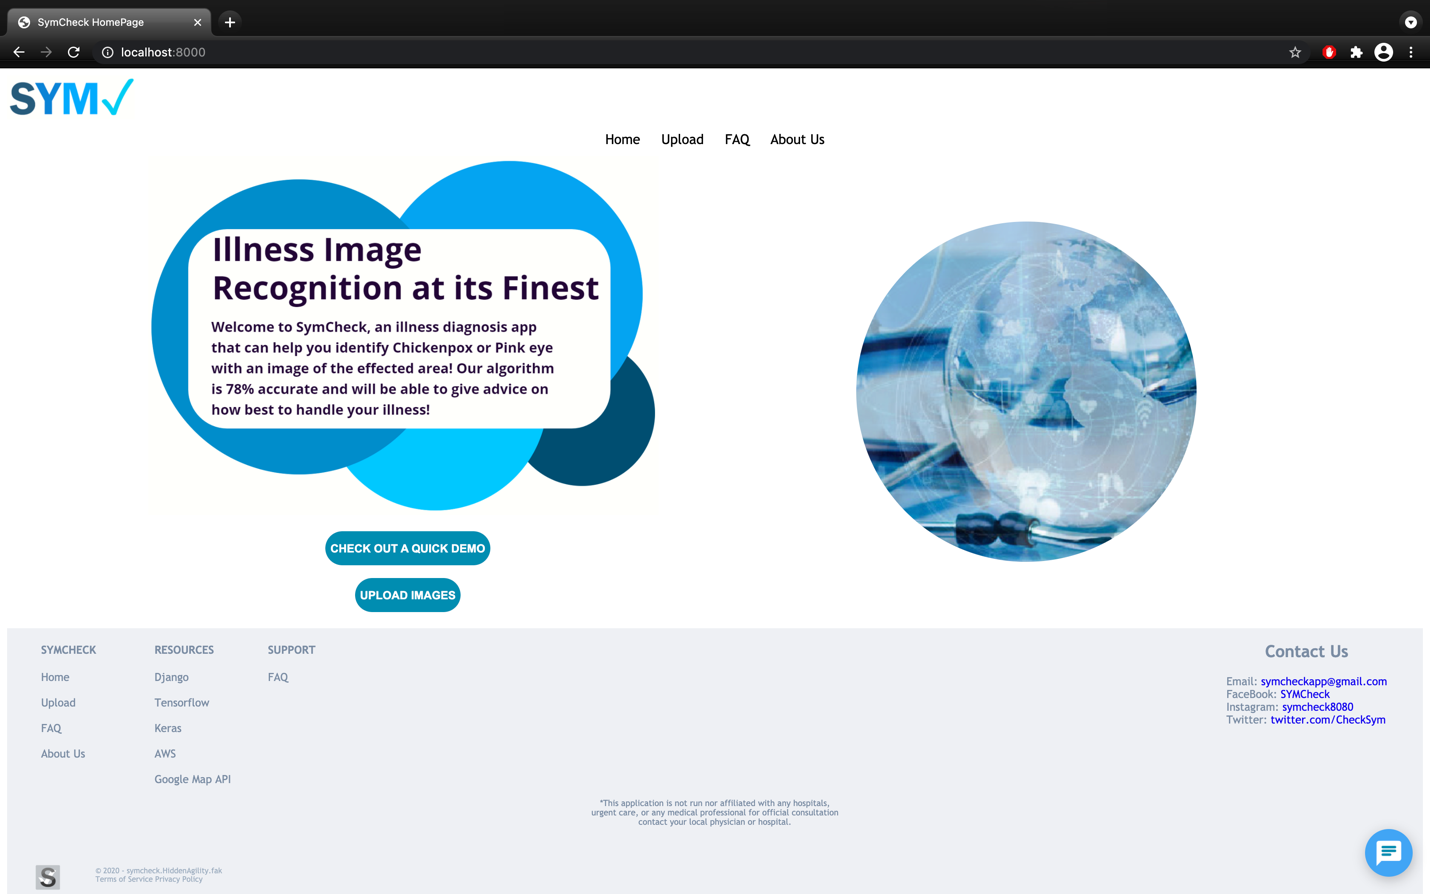 SymCheck HomePage
localhost:8000
SYM
Home Upload FAQ About Us
Illness Image
Recognition at its Finest
Welcome to SymCheck, an illness diagnosis app
that can help you identify Chickenpox or Pink eye
with an image of the effected area! Our algorithm
is 78% accurate and will be able to give advice on
how best to handle your illness!
CHECK OUT A QUICK DEMO
UPLOAD IMAGES
SYMCHECK
Home
Upload
FAQ
About Us
RESOURCES
Django
Tensorflow
Keras
AWS
Google Map API
SUPPORT
FAQ
Contact Us
Email: symcheckapp@gmail.com
FaceBook: SYMCheck
Instagram: symcheck8080
Twitter: twitter.com/CheckSym
*This application is not run nor affiliated with any hospitals,
urgent care, or any medical professional for official consultation
contact your local physician or hospital.
S
© 2020 - symcheck.HiddenAgility.fak
Terms of Service Privacy Policy